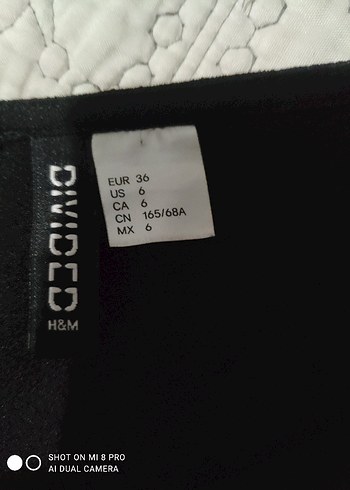 EUR 36
US 6
CA 6
CN 165/68A
MX 6
DIVIDED
H&M
SHOT ON MI 8 PRO
AI DUAL CAMERA